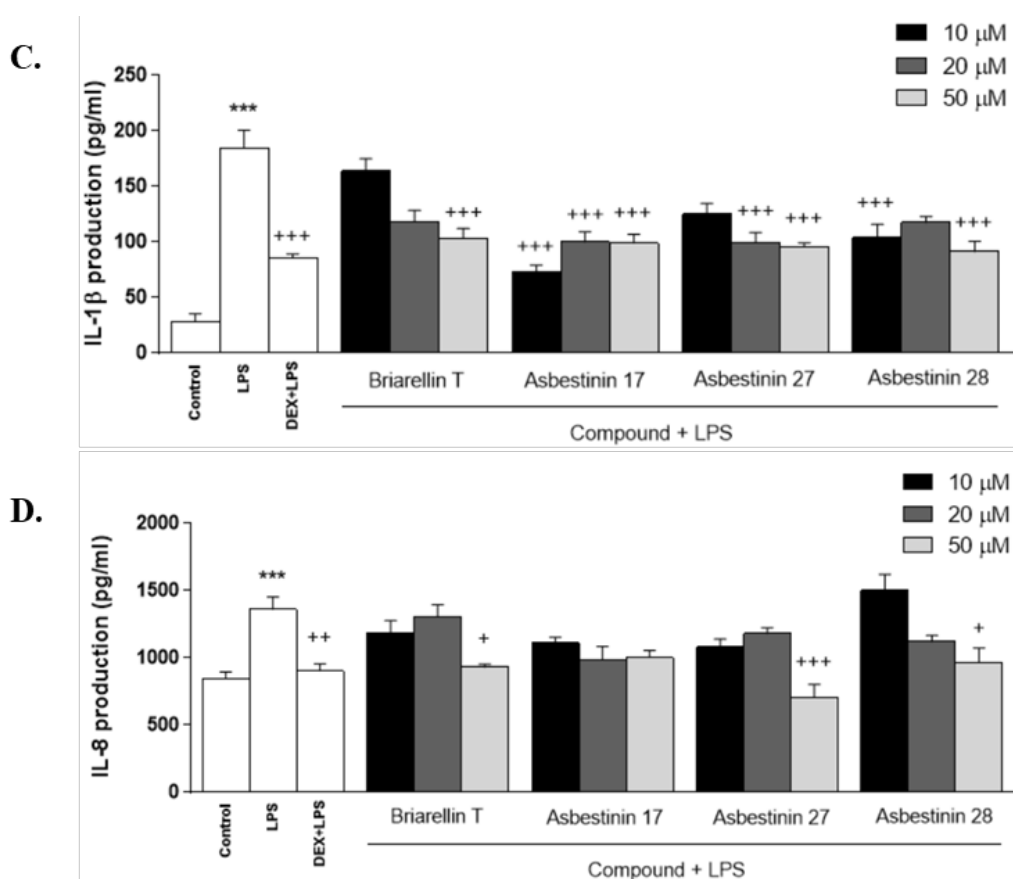 C.
10 μM
20 μM
50 μM
IL-1β production (pg/ml)
250
200
150
100
50
0
***
+++
+++
+++
+++
+++
+++
+++
+++
+++
Control
LPS
DEX+LPS
Briarellin T
Asbestinin 17
Asbestinin 27
Asbestinin 28
Compound + LPS
D.
10 μM
20 μM
50 μM
IL-8 production (pg/ml)
2000
1500
1000
500
0
***
++
+
+++
+
Control
LPS
DEX+LPS
Briarellin T
Asbestinin 17
Asbestinin 27
Asbestinin 28
Compound + LPS